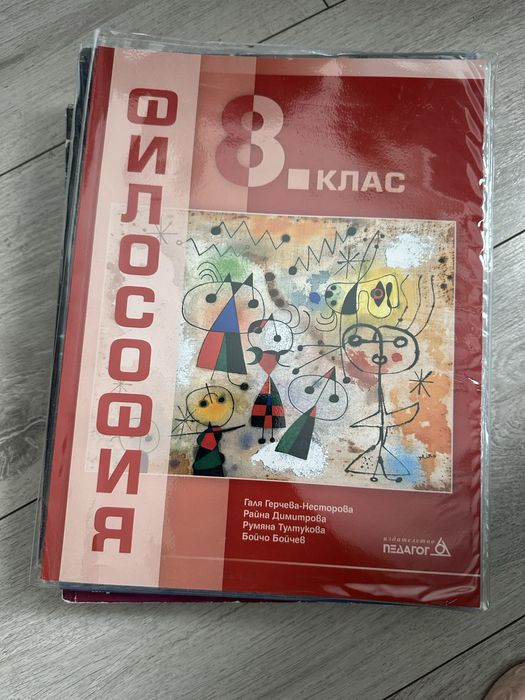 ФИЛОСОФИЯ
8. КЛАС
Галя Герчева-Несторова
Райна Димитрова
Румяна Тултукова
Бойчо Бойчев
издателство
ПЕДАГОГ 6